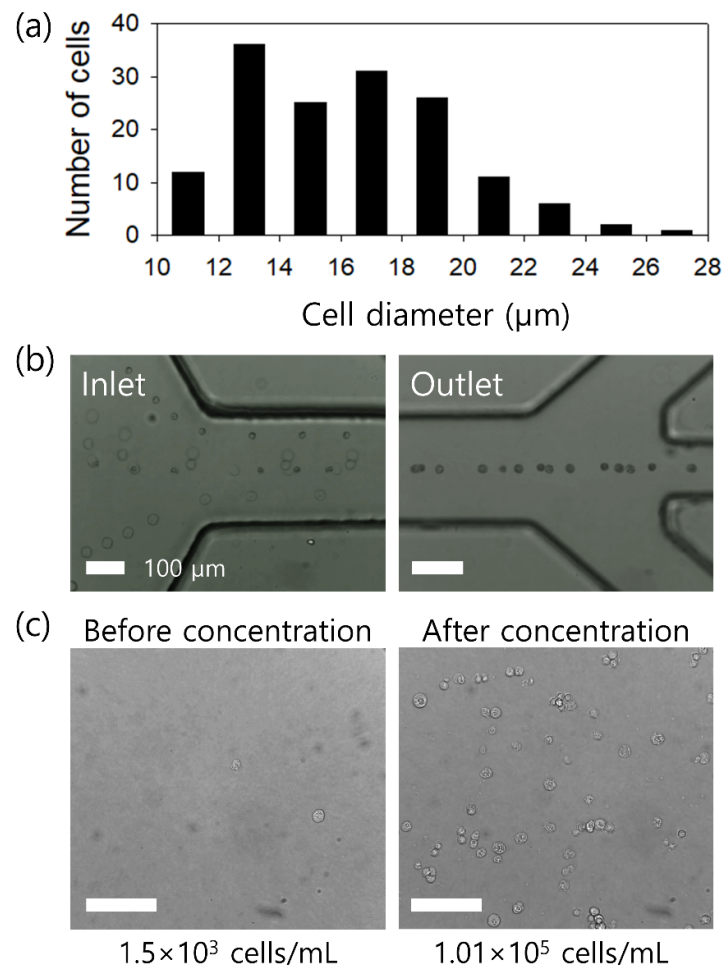 (a)
Number of cells
40
30
20
10
0
10 12 14 16 18 20 22 24 26 28
Cell diameter (μm)
(b)
Inlet
Outlet
100 μm
(c)
Before concentration
After concentration
1.5×10³ cells/mL
1.01×10⁵ cells/mL